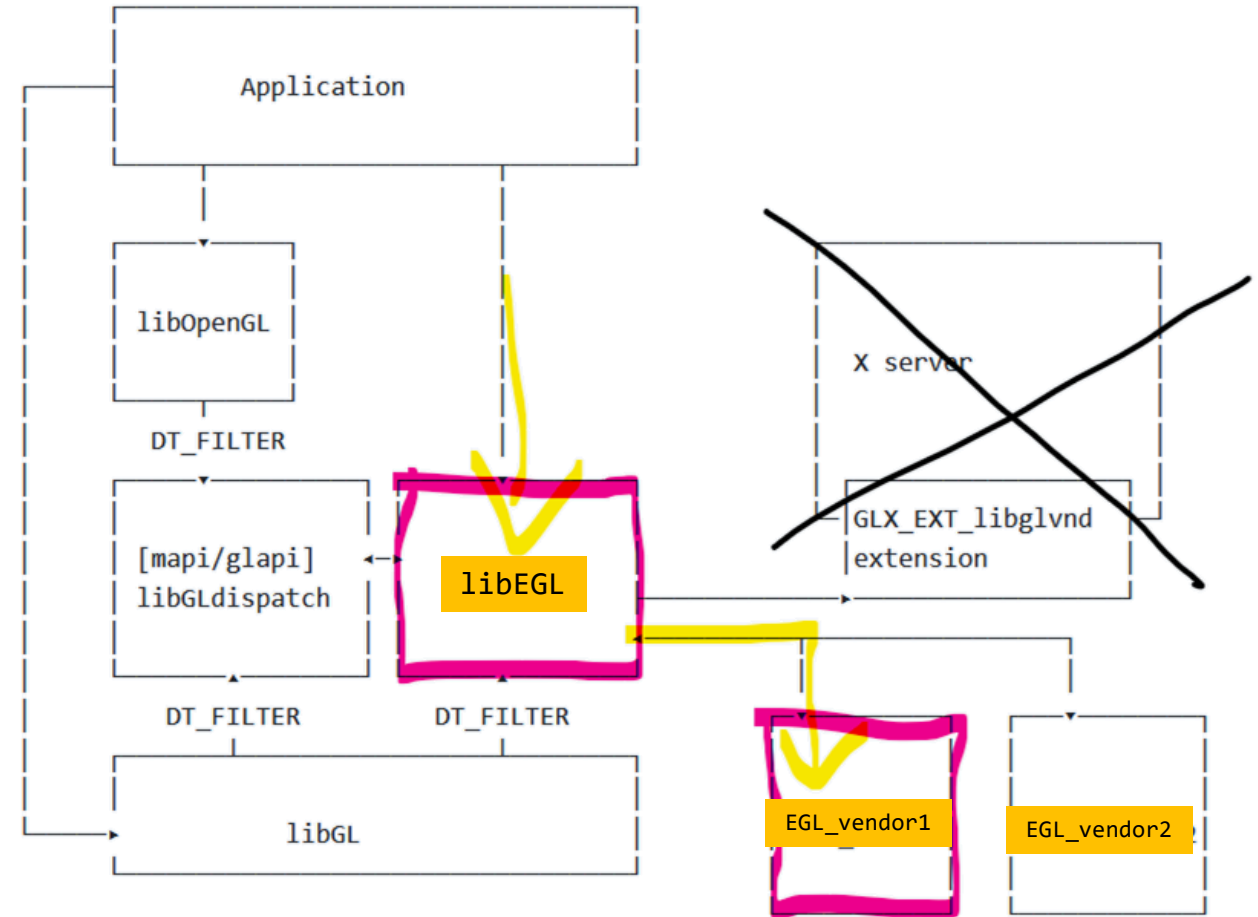 Application
libOpenGL
X server
DT_FILTER
GLX_EXT_libglvnd
extension
[mapi/glapi]
libGLdispatch
libEGL
DT_FILTER
DT_FILTER
EGL_vendor1
EGL_vendor2
libGL